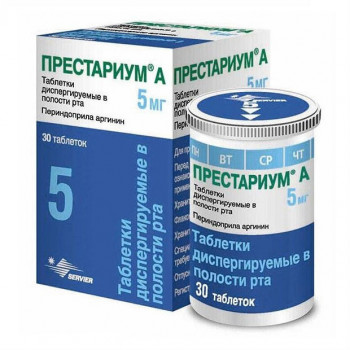 ПРЕСТАРИУМ® А
5 мг
Таблетки
диспергируемые в
полости рта
Периндоприла аргинин
30 таблеток
5
Таблетки
диспергируемые в
полости рта
SERVIER
ПН ВТ СР ЧТ
ПРЕСТАРИУМ® А
5 мг
Таблетки
диспергируемые в
полости рта
Периндоприла аргинин
Таблетки
диспергируемые в
полости рта
30 таблеток